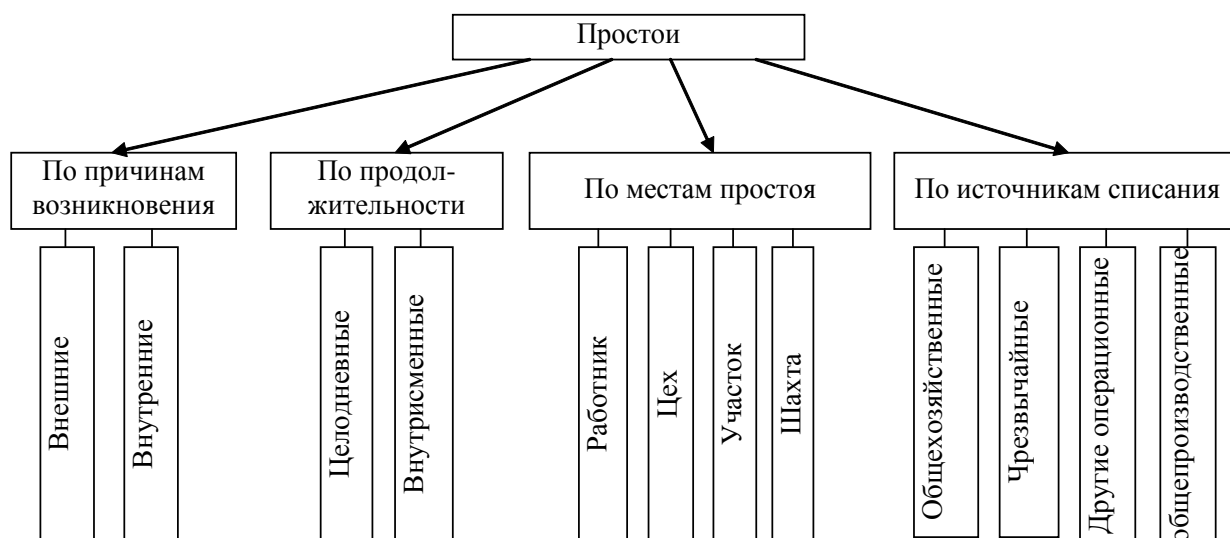 Простои
По причинам
возникновения
По продол-
жительности
По местам простоя
По источникам списания
Внешние
Внутренние
Целодневные
Внутрисменные
Работник
Цех
Участок
Шахта
Общехозяйственные
Чрезвычайные
Другие операционные
общепроизводственные